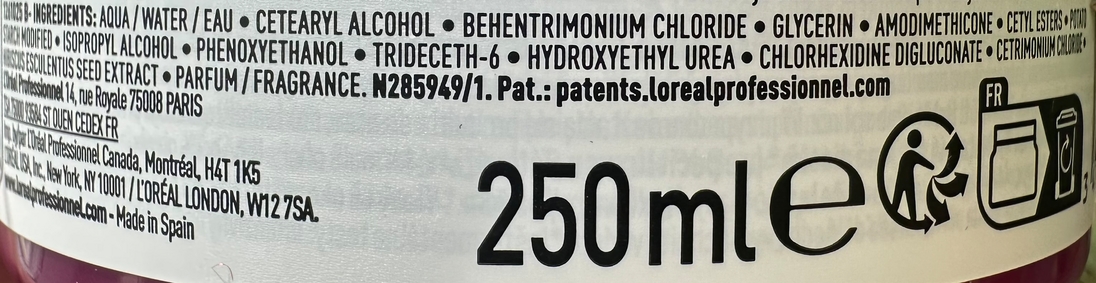 INGREDIENTS: AQUA / WATER / EAU • CETEARYL ALCOHOL • BEHENTRIMONIUM CHLORIDE • GLYCERIN • AMODIMETHICONE • CETYL ESTERS • POTATO
STARCH MODIFIED • ISOPROPYL ALCOHOL • PHENOXYETHANOL • TRIDECETH-6 • HYDROXYETHYL UREA • CHLORHEXIDINE DIGLUCONATE • CETRIMONIUM CHLORIDE •
ESCULENTUS SEED EXTRACT • PARFUM / FRAGRANCE. N285949/1. Pat.: patents.lorealprofessionnel.com
Professionnel 14, rue Royale 75008 PARIS
ST OUEN CEDEX FR
L'Oréal Professionnel Canada, Montréal, H4T 1K5
USA, Inc., New York, NY 10001 / L'ORÉAL LONDON, W12 7SA.
www.lorealprofessionnel.com - Made in Spain
250 ml e
FR
3